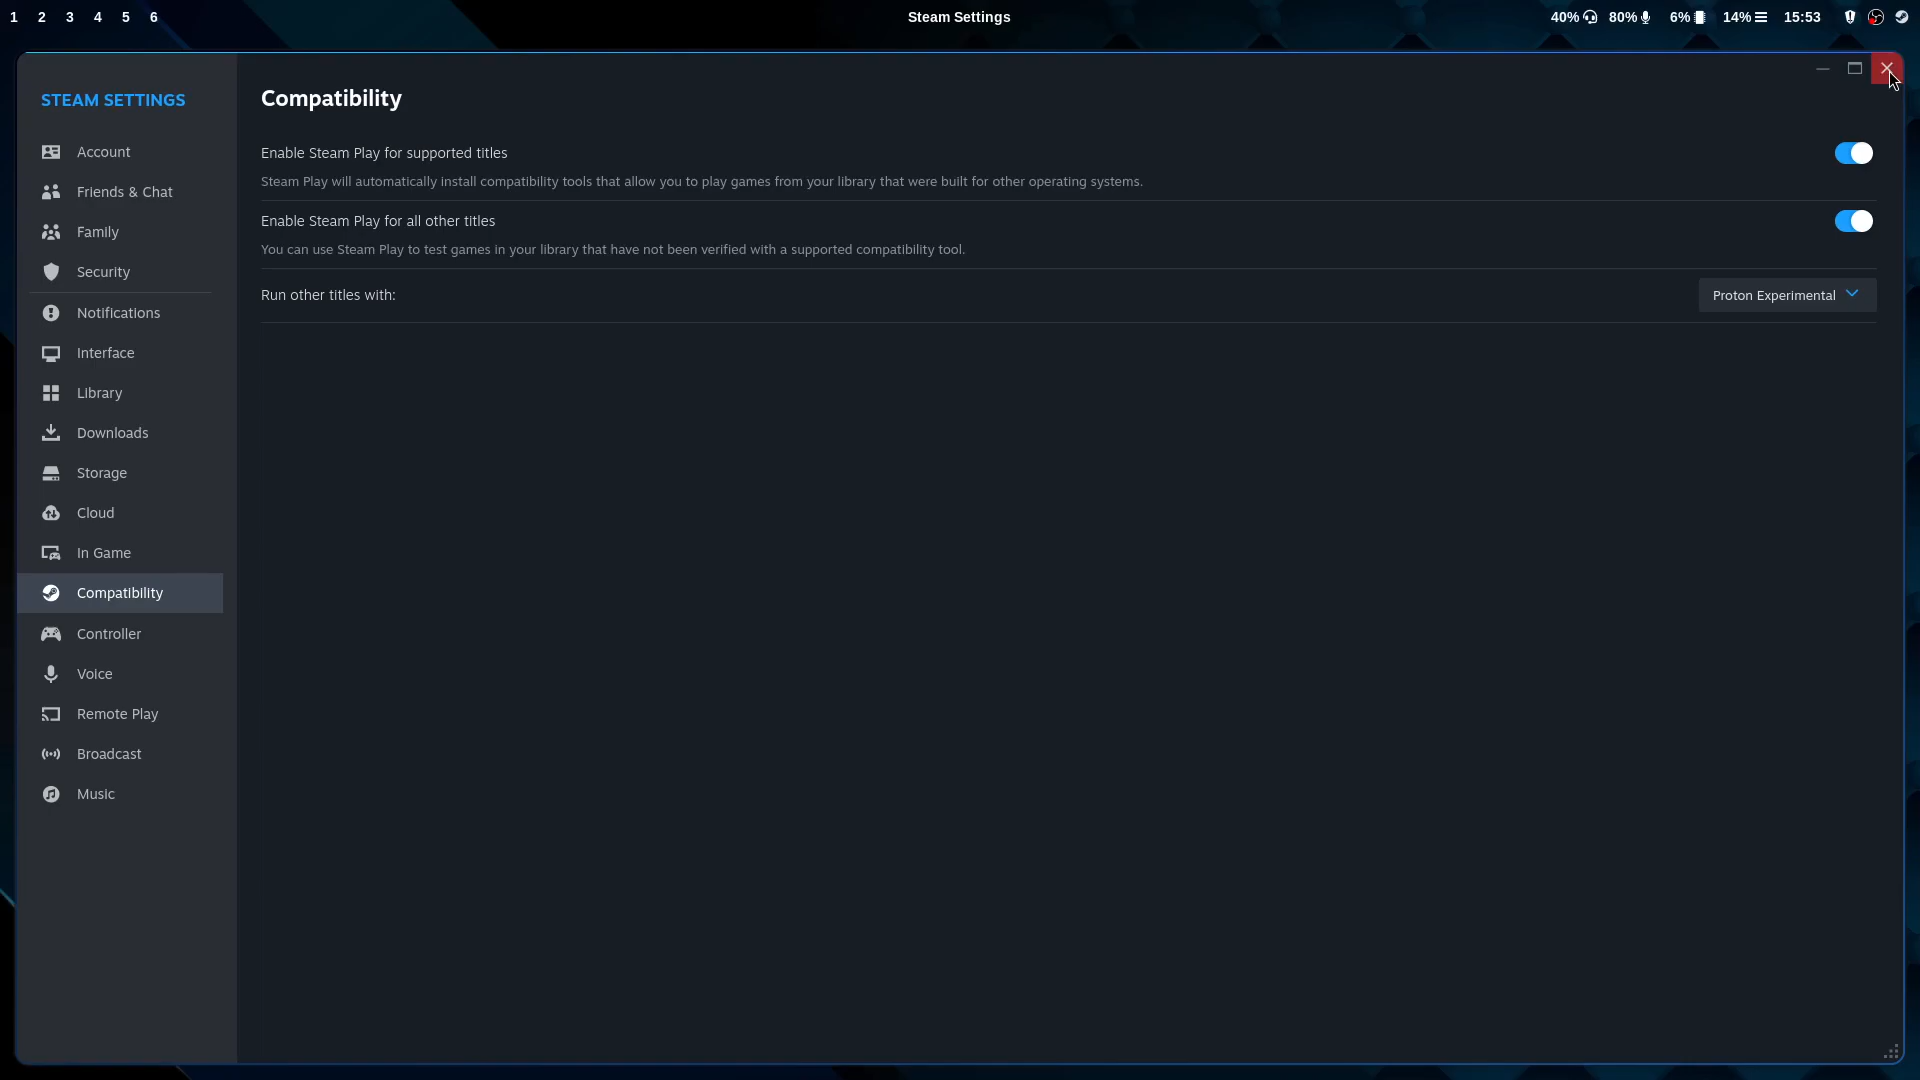 1 2 3 4 5 6
Steam Settings
40% 80% 6% 14% 15:53
STEAM SETTINGS
Account
Friends & Chat
Family
Security
Notifications
Interface
Library
Downloads
Storage
Cloud
In Game
Compatibility
Controller
Voice
Remote Play
Broadcast
Music
Compatibility
Enable Steam Play for supported titles
Steam Play will automatically install compatibility tools that allow you to play games from your library that were built for other operating systems.
Enable Steam Play for all other titles
You can use Steam Play to test games in your library that have not been verified with a supported compatibility tool.
Run other titles with:
Proton Experimental